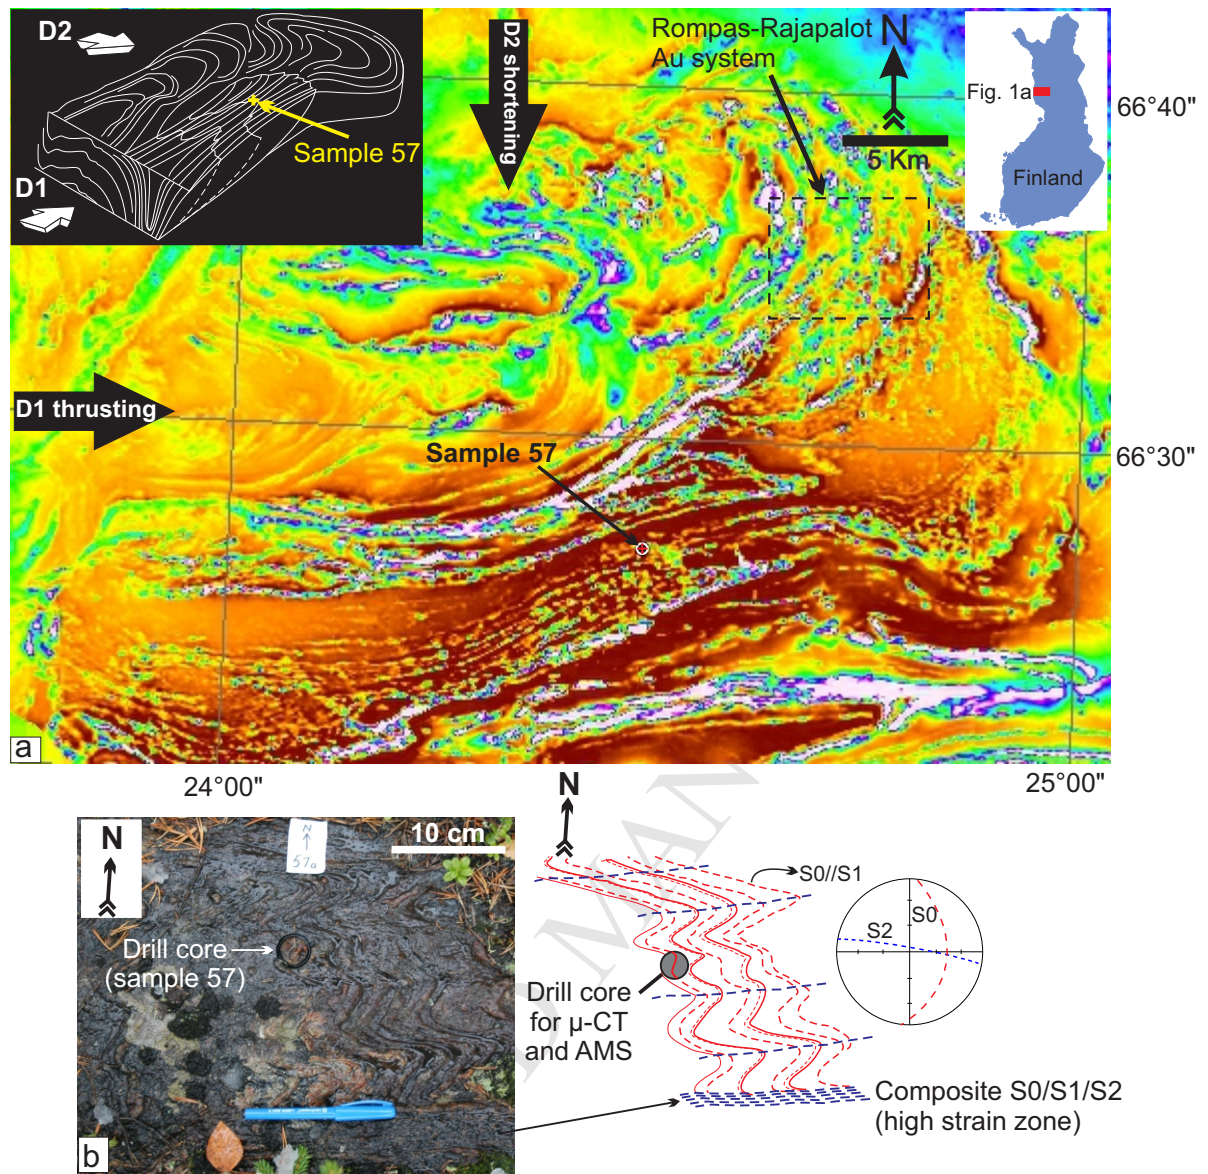 D2
Sample 57
D1
D2 shortening
Rompas-Rajapalot
Au system
N
5 Km
Fig. 1a
Finland
66°40"
D1 thrusting
Sample 57
66°30"
a
24°00"
25°00"
N
N
57a
10 cm
Drill core
(sample 57)
b
N
S0//S1
S0
S2
Drill core
for µ-CT
and AMS
Composite S0/S1/S2
(high strain zone)
DMAN